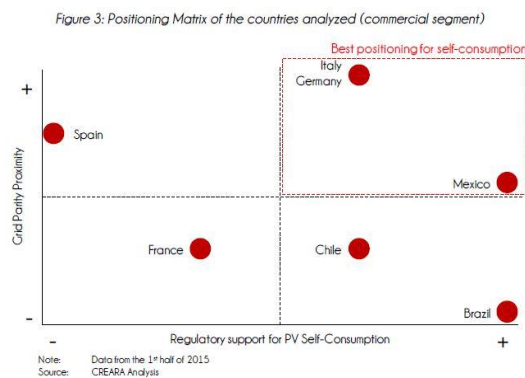 Figure 3: Positioning Matrix of the countries analyzed (commercial segment)
Best positioning for self-consumption
Italy
Germany
+
Spain
Grid Parity Proximity
Mexico
France
Chile
Brazil
-
- Regulatory support for PV Self-Consumption +
Note: Data from the 1st half of 2015
Source: CREARA Analysis